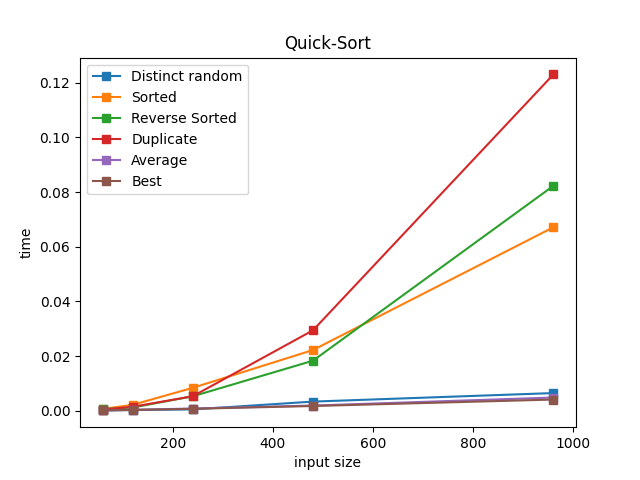 Quick-Sort
Distinct random
Sorted
Reverse Sorted
Duplicate
Average
Best
0.12
0.10
0.08
0.06
0.04
0.02
0.00
time
200
400
600
800
1000
input size